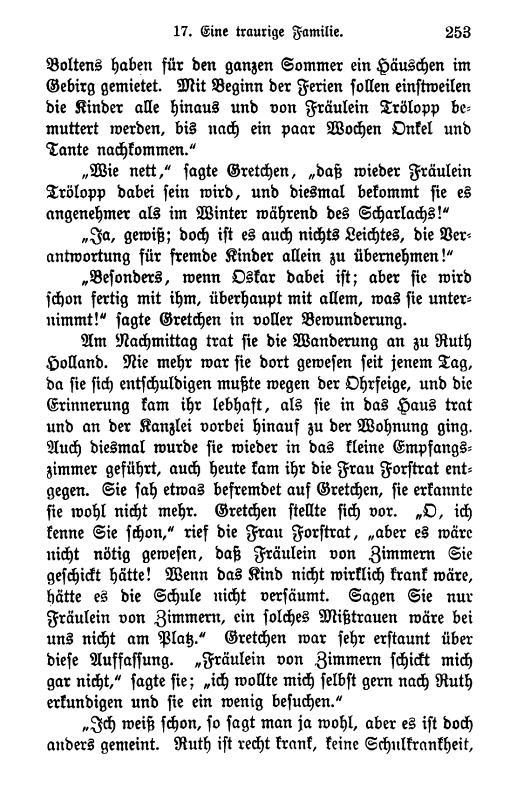 17. Eine traurige Familie. 253
Boltens haben für den ganzen Sommer ein Häuschen im
Gebirg gemietet. Mit Beginn der Ferien sollen einstweilen
die Kinder alle hinaus und von Fräulein Trölopp be-
muttert werden, bis nach ein paar Wochen Onkel und
Tante nachkommen.“
„Wie nett,“ sagte Gretchen, „daß wieder Fräulein
Trölopp dabei sein wird, und diesmal bekommt sie es
angenehmer als im Winter während des Scharlachs!“
„Ja, gewiß; doch ist es auch nichts Leichtes, die Ver-
antwortung für fremde Kinder allein zu übernehmen!“
„Besonders, wenn Oskar dabei ist; aber sie wird
schon fertig mit ihm, überhaupt mit allem, was sie unter-
nimmt!“ sagte Gretchen in voller Bewunderung.
Am Nachmittag trat sie die Wanderung an zu Ruth
Holland. Nie mehr war sie dort gewesen seit jenem Tag,
da sie sich entschuldigen mußte wegen der Ohrfeige, und die
Erinnerung kam ihr lebhaft, als sie in das Haus trat
und an der Kanzlei vorbei hinauf zu der Wohnung ging.
Auch diesmal wurde sie wieder in das kleine Empfangs-
zimmer geführt, auch heute kam ihr die Frau Forstrat ent-
gegen. Sie sah etwas befremdet auf Gretchen, sie erkannte
sie wohl nicht mehr. Gretchen stellte sich vor. „O, ich
kenne Sie schon,“ rief die Frau Forstrat, „aber es wäre
nicht nötig gewesen, daß Fräulein von Zimmern Sie
geschickt hätte! Wenn das Kind nicht wirklich krank wäre,
hätte es die Schule nicht versäumt. Sagen Sie nur
Fräulein von Zimmern, ein solches Mißtrauen wäre bei
uns nicht am Platz.“ Gretchen war sehr erstaunt über
diese Auffassung. „Fräulein von Zimmern schickt mich
gar nicht,“ sagte sie; „ich wollte mich selbst gern nach Ruth
erkundigen und sie ein wenig besuchen.“
„Ich weiß schon, so sagt man ja wohl, aber es ist doch
anders gemeint. Ruth ist recht krank, keine Schulkrankheit,